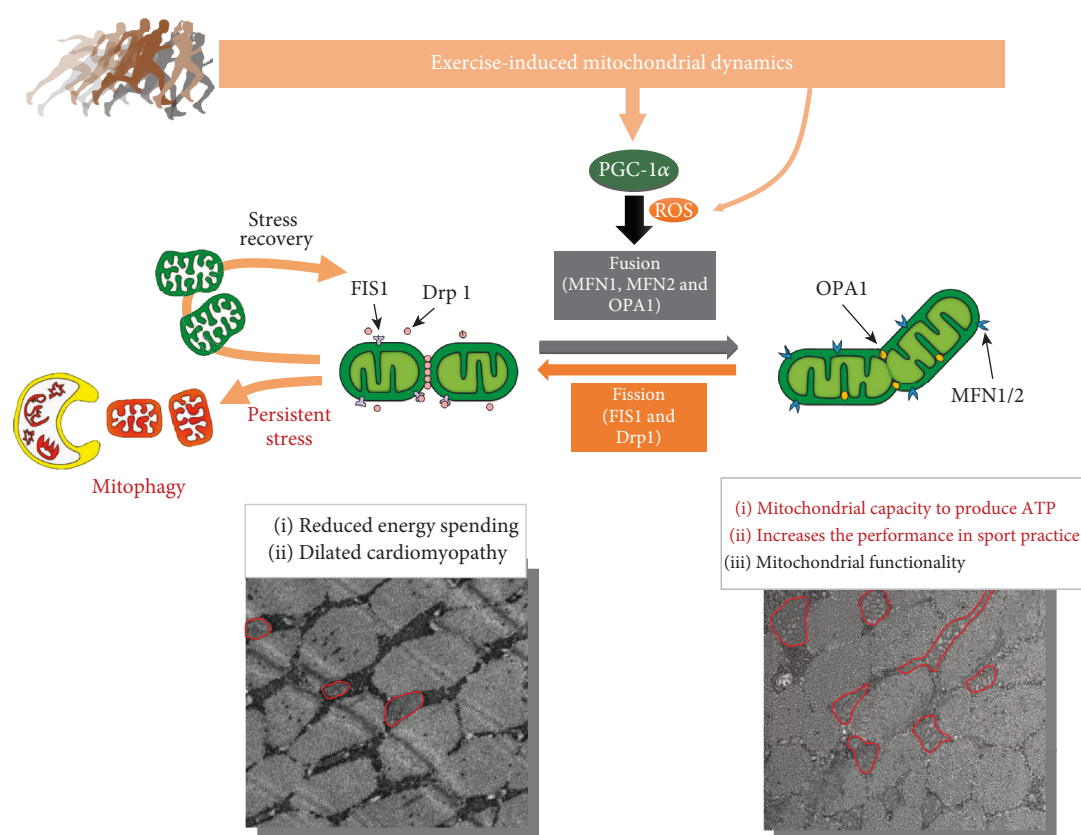 Exercise-induced mitochondrial dynamics
PGC-1α
ROS
Stress
recovery
Fusion
(MFN1, MFN2 and
OPA1)
FIS1
Drp 1
OPA1
MFN1/2
Fission
(FIS1 and
Drp1)
Persistent
stress
Mitophagy
(i) Reduced energy spending
(ii) Dilated cardiomyopathy
(i) Mitochondrial capacity to produce ATP
(ii) Increases the performance in sport practice
(iii) Mitochondrial functionality